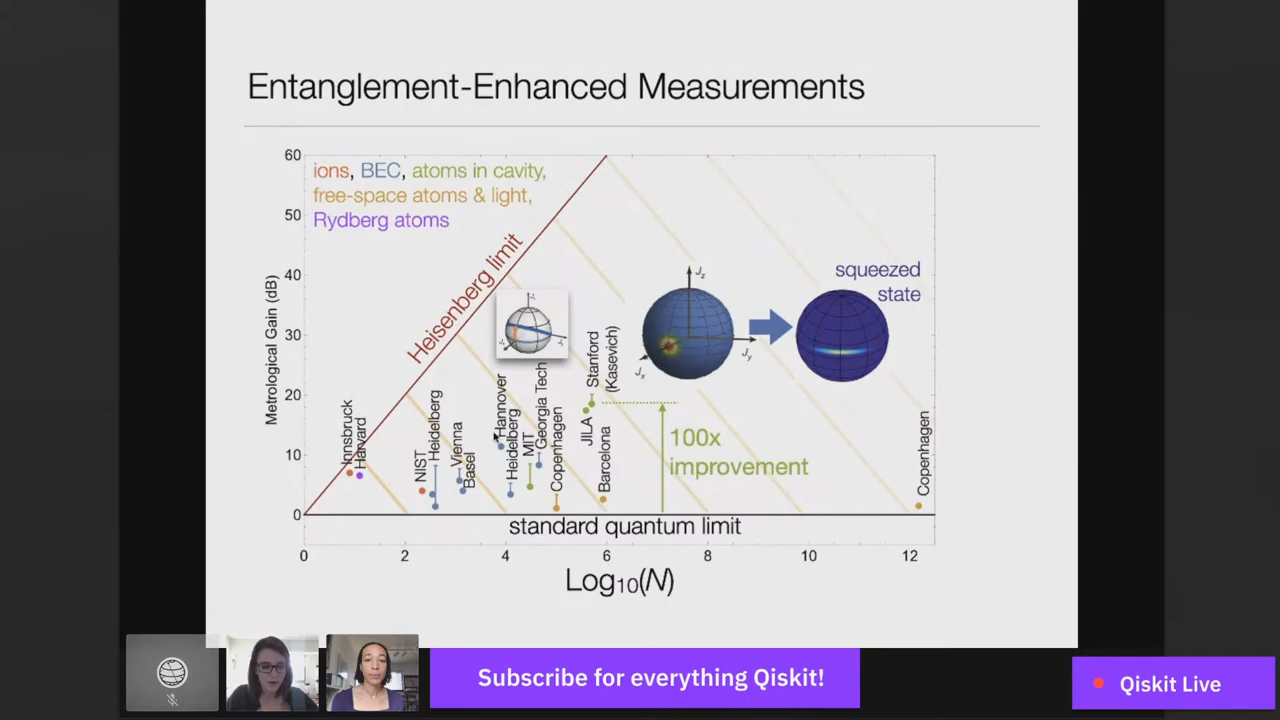 Entanglement-Enhanced Measurements
60
50
40
30
20
10
0
Metrological Gain (dB)
ions, BEC, atoms in cavity,
free-space atoms & light,
Rydberg atoms
Heisenberg limit
Innsbruck
Harvard
NIST
Heidelberg
Vienna
Basel
Hannover
Heidelberg
MIT
Georgia Tech
Copenhagen
JILA
Stanford
(Kasevich)
Barcelona
Copenhagen
Jz
Jy
Jx
squeezed
state
100x
improvement
standard quantum limit
0 2 4 6 8 10 12
Log10(N)
Subscribe for everything Qiskit!
Qiskit Live